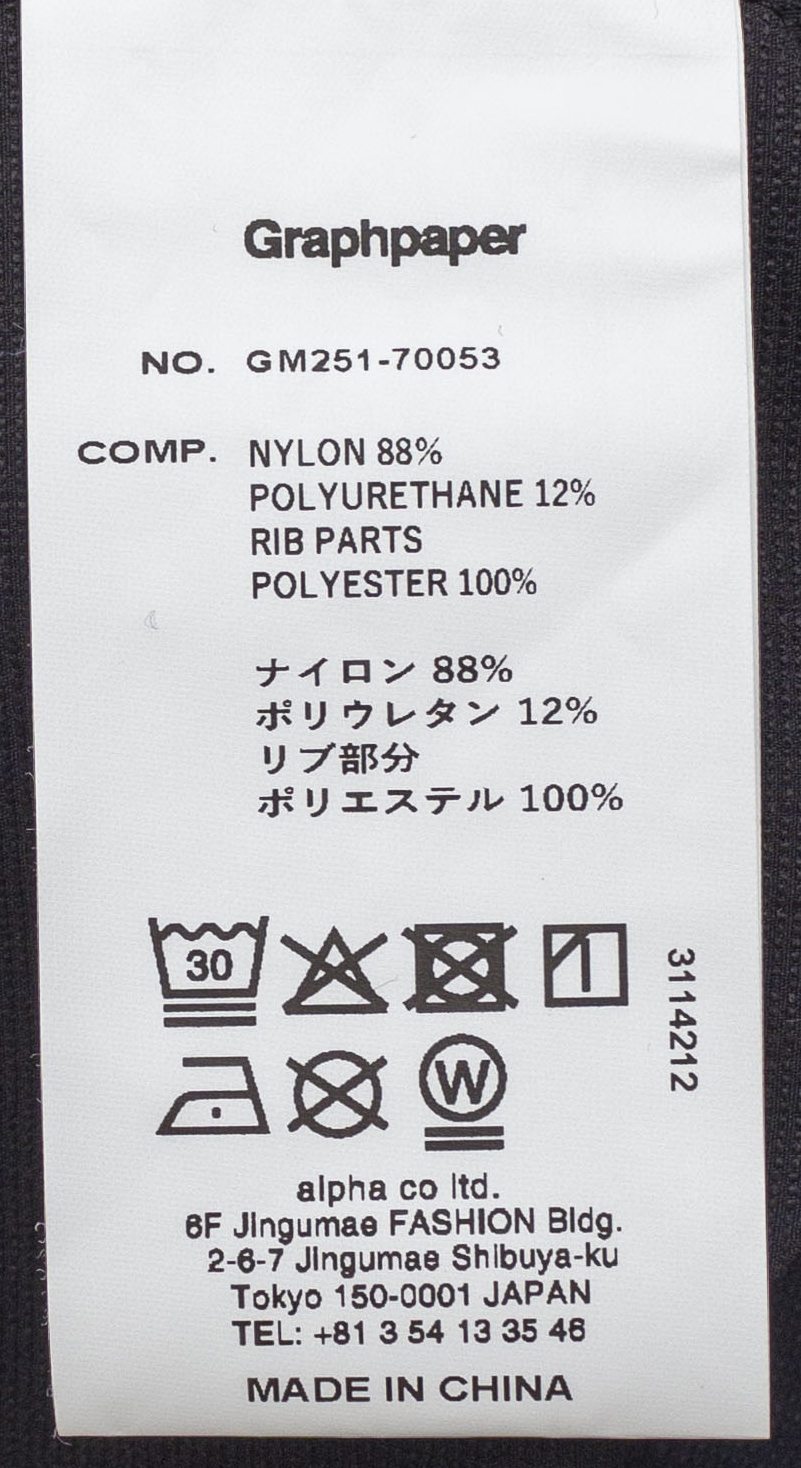 Graphpaper
NO. GM251-70053
COMP. NYLON 88%
POLYURETHANE 12%
RIB PARTS
POLYESTER 100%
ナイロン 88%
ポリウレタン 12%
リブ部分
ポリエステル 100%
30
W
3114212
alpha co ltd.
6F Jingumae FASHION Bldg.
2-6-7 Jingumae Shibuya-ku
Tokyo 150-0001 JAPAN
TEL: +81 3 54 13 35 46
MADE IN CHINA